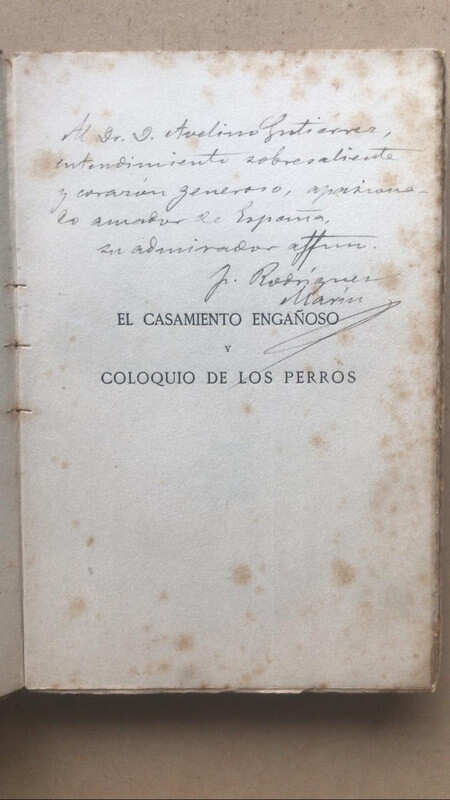 Al Dr. D. Avelino Gutiérrez,
entendimiento sobresaliente
y corazón generoso, apasiona-
do amador de España,
su admirador affmo.
F. Rodríguez
Marín
EL CASAMIENTO ENGAÑOSO
Y
COLOQUIO DE LOS PERROS